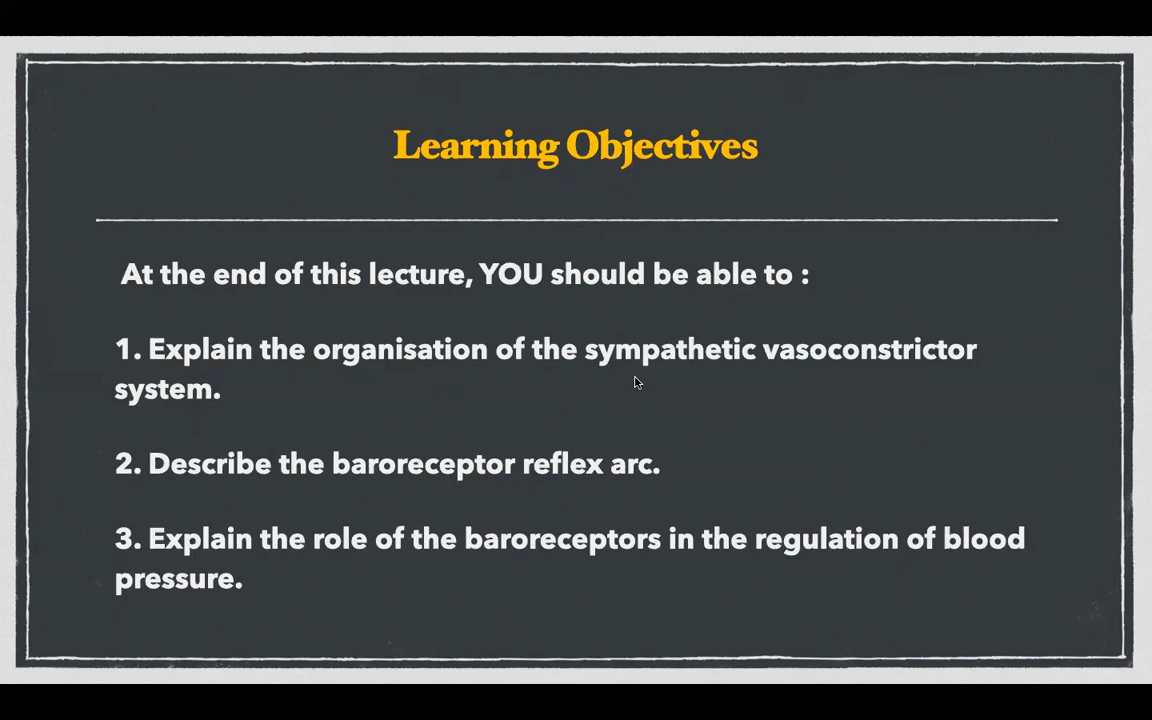 Learning Objectives
At the end of this lecture, YOU should be able to :
1. Explain the organisation of the sympathetic vasoconstrictor
system.
2. Describe the baroreceptor reflex arc.
3. Explain the role of the baroreceptors in the regulation of blood
pressure.